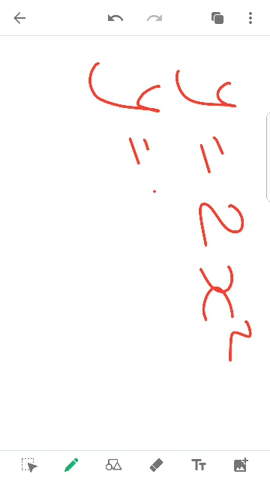 y = 2x²
y =